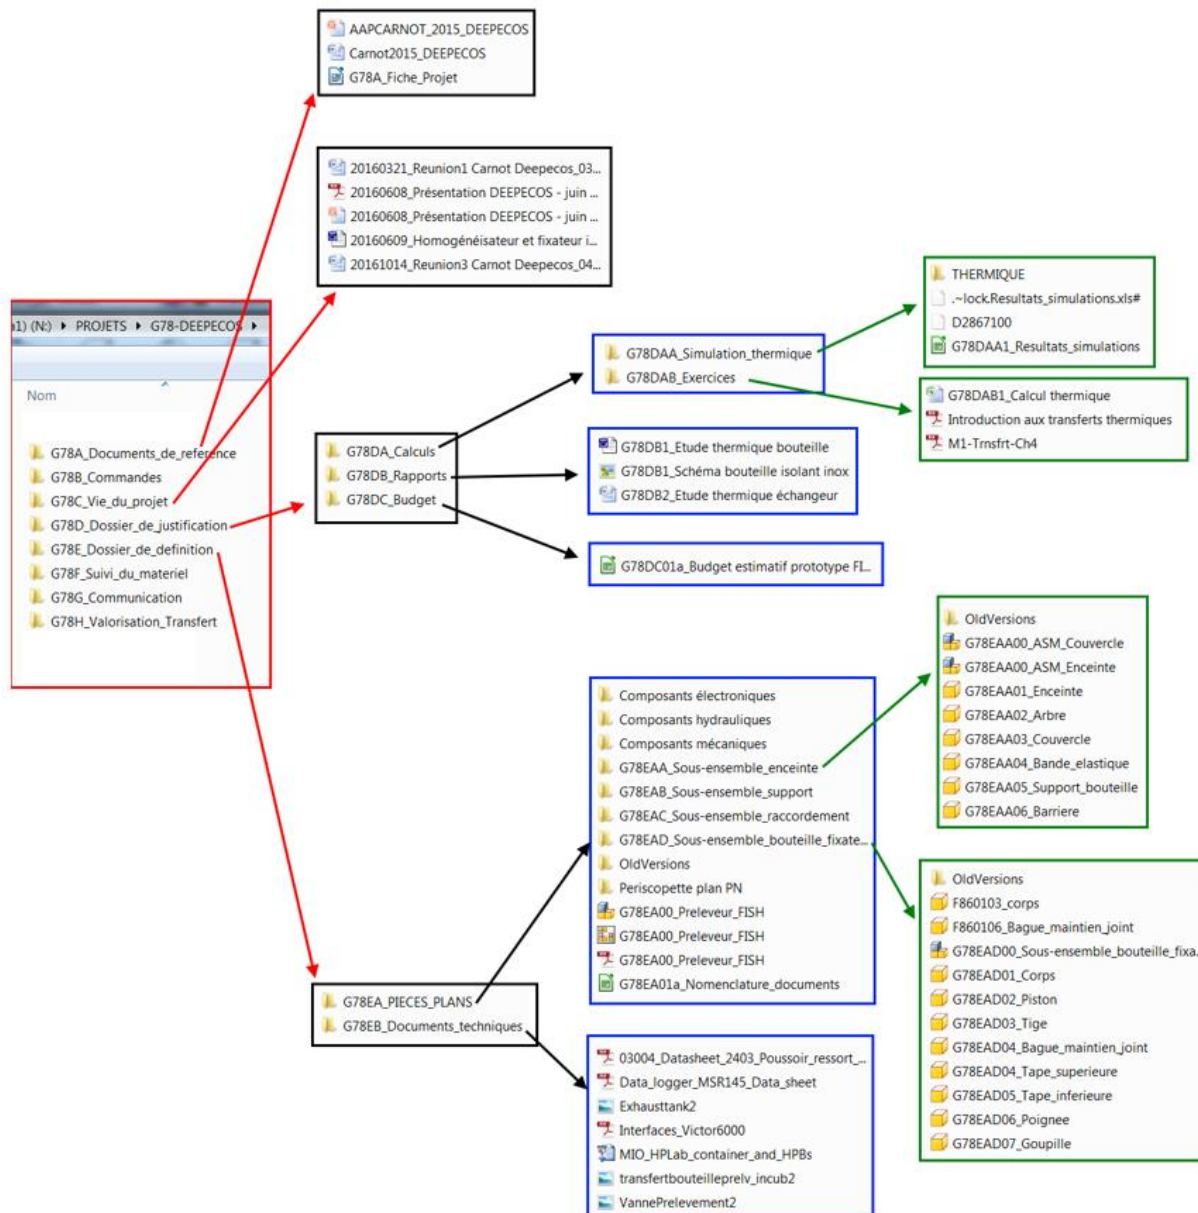 AAPCARNOT_2015_DEEPECOS
Carnot2015_DEEPECOS
G78A_Fiche_Projet
20160321_Reunion1 Carnot Deepecos_03...
20160608_Présentation DEEPECOS - juin ...
20160608_Présentation DEEPECOS - juin ...
20160609_Homogénéisateur et fixateur i...
20161014_Reunion3 Carnot Deepecos_04...
1) (N:) ▸ PROJETS ▸ G78-DEEPECOS ▸
Nom
G78A_Documents_de_reference
G78B_Commandes
G78C_Vie_du_projet
G78D_Dossier_de_justification
G78E_Dossier_de_definition
G78F_Suivi_du_materiel
G78G_Communication
G78H_Valorisation_Transfert
G78DA_Calculs
G78DB_Rapports
G78DC_Budget
G78DAA_Simulation_thermique
G78DAB_Exercices
THERMIQUE
.~lock.Resultats_simulations.xls#
D2867100
G78DAA1_Resultats_simulations
G78DAB1_Calcul thermique
Introduction aux transferts thermiques
M1-Trnsfrt-Ch4
G78DB1_Etude thermique bouteille
G78DB1_Schéma bouteille isolant inox
G78DB2_Etude thermique échangeur
G78DC01a_Budget estimatif prototype FI...
G78EA_PIECES_PLANS
G78EB_Documents_techniques
Composants électroniques
Composants hydrauliques
Composants mécaniques
G78EAA_Sous-ensemble_enceinte
G78EAB_Sous-ensemble_support
G78EAC_Sous-ensemble_raccordement
G78EAD_Sous-ensemble_bouteille_fixate...
OldVersions
Periscopette plan PN
G78EA00_Preleveur_FISH
G78EA00_Preleveur_FISH
G78EA00_Preleveur_FISH
G78EA01a_Nomenclature_documents
OldVersions
G78EAA00_ASM_Couvercle
G78EAA00_ASM_Enceinte
G78EAA01_Enceinte
G78EAA02_Arbre
G78EAA03_Couvercle
G78EAA04_Bande_elastique
G78EAA05_Support_bouteille
G78EAA06_Barriere
OldVersions
F860103_corps
F860106_Bague_maintien_joint
G78EAD00_Sous-ensemble_bouteille_fixa...
G78EAD01_Corps
G78EAD02_Piston
G78EAD03_Tige
G78EAD04_Bague_maintien_joint
G78EAD04_Tape_superieure
G78EAD05_Tape_inferieure
G78EAD06_Poignee
G78EAD07_Goupille
03004_Datasheet_2403_Poussoir_ressort_...
Data_logger_MSR145_Data_sheet
Exhausttank2
Interfaces_Victor6000
MIO_HPLab_container_and_HPBs
transfertbouteilleprelv_incub2
VannePrelevement2